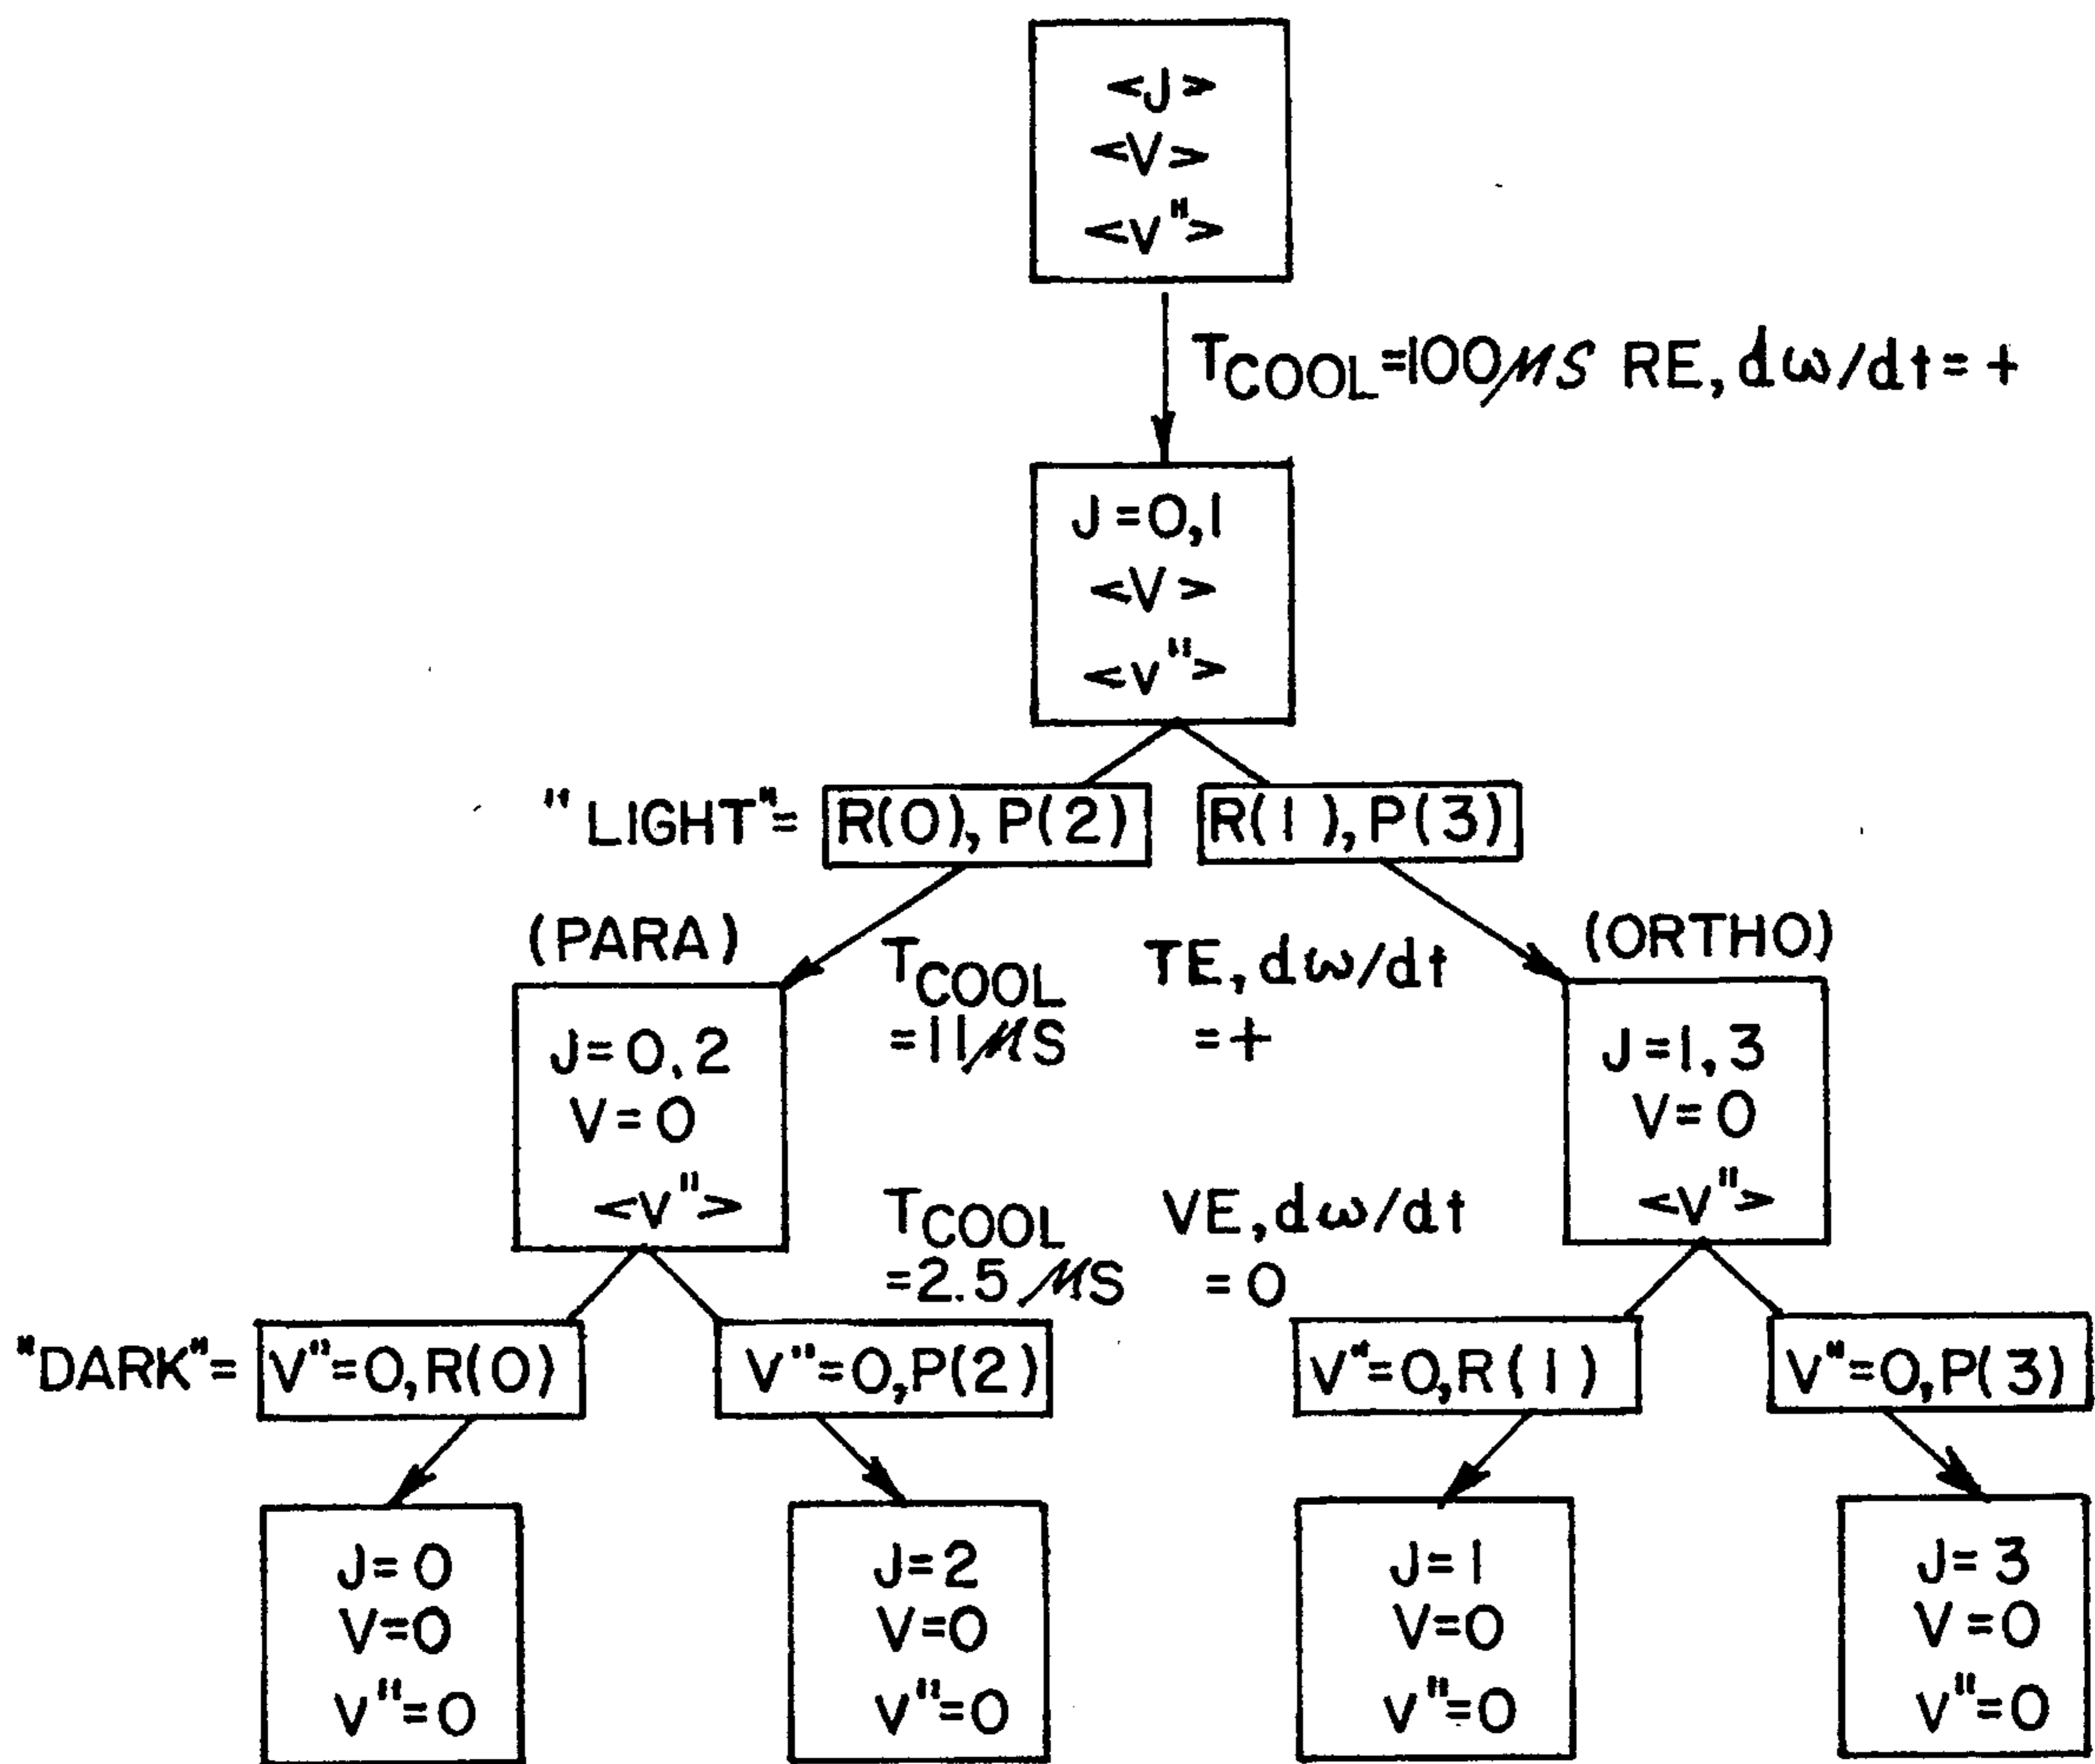 <J>
<V>
<v">
TCOOL=100μS RE, dω/dt=+
J=0,1
<V>
<v">
"LIGHT"= R(0), P(2) R(1), P(3)
(PARA) (ORTHO)
TCOOL =11μS TE, dω/dt =+
J=0,2
V=0
<v">
J=1,3
V=0
<v">
TCOOL =2.5μS VE, dω/dt =0
"DARK"= V"=0, R(0) V"=0, P(2) V"=0, R(1) V"=0, P(3)
J=0
V=0
v"=0
J=2
V=0
v"=0
J=1
V=0
v"=0
J=3
V=0
v"=0